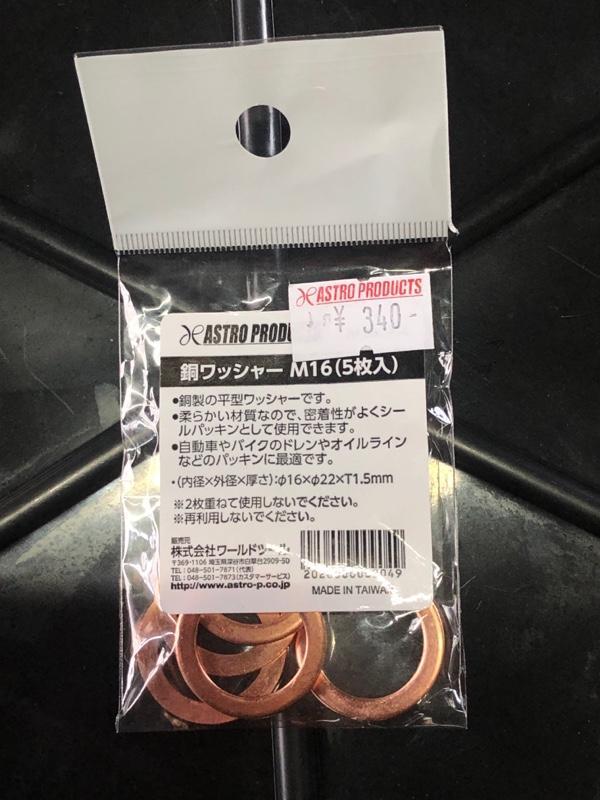 ASTRO PRODUCTS
¥ 340-
ASTRO
銅ワッシャー M16(5枚入)
●銅製の平型ワッシャーです。
●柔らかい材質なので、密着性がよくシー
ルパッキンとして使用できます。
●自動車やバイクのドレンやオイルライン
などのパッキンに最適です。
・(内径×外径×厚さ):φ16×φ22×T1.5mm
※2枚重ねて使用しないでください。
※再利用しないでください。
販売元
株式会社ワールドツール
〒369-1106 埼玉県深谷市白草台2909-50
TEL:048-501-7871(代表)
TEL:048-501-7873(カスタマーサービス)
http://www.astro-p.co.jp
MADE IN TAIWAN